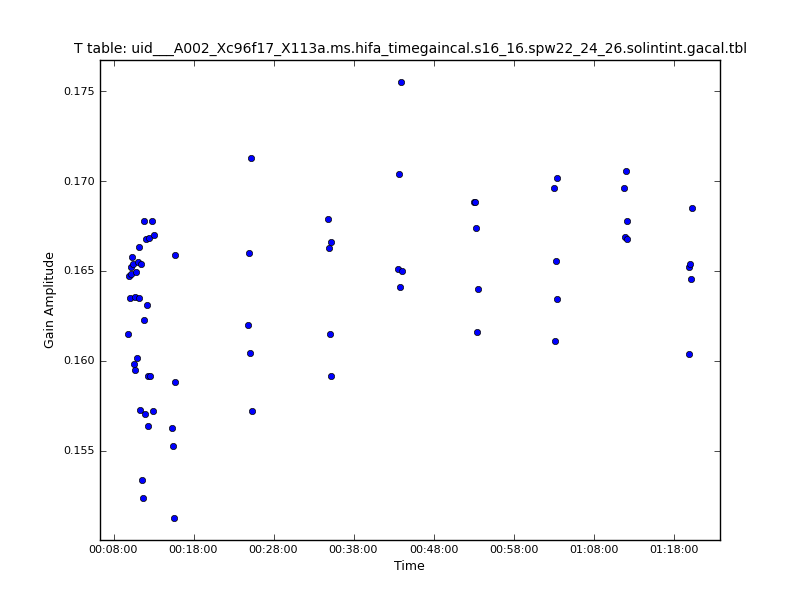 T table: uid___A002_Xc96f17_X113a.ms.hifa_timegaincal.s16_16.spw22_24_26.solintint.gacal.tbl
0.175
0.170
0.165
0.160
0.155
Gain Amplitude
00:08:00 00:18:00 00:28:00 00:38:00 00:48:00 00:58:00 01:08:00 01:18:00
Time